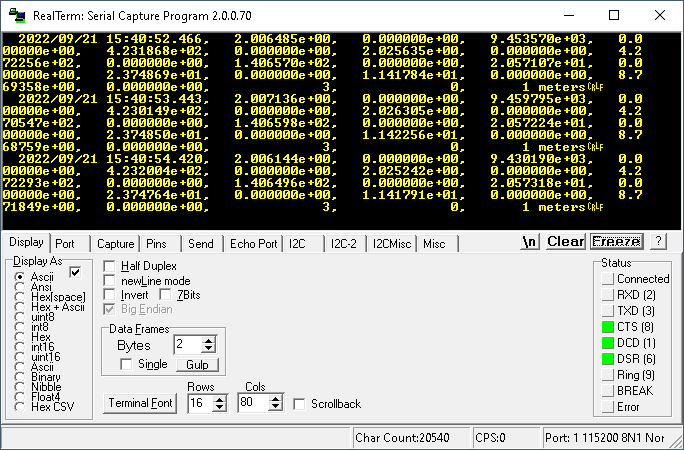 RealTerm: Serial Capture Program 2.0.0.70
2022/09/21 15:40:52.466, 2.006485e+00, 0.000000e+00, 9.453570e+03, 0.0
00000e+00, 4.231868e+02, 0.000000e+00, 2.025635e+00, 0.000000e+00, 4.2
72256e+02, 0.000000e+00, 1.406570e+02, 0.000000e+00, 2.057107e+01, 0.0
00000e+00, 2.374869e+01, 0.000000e+00, 1.141784e+01, 0.000000e+00, 8.7
69358e+00, 0.000000e+00, 3, 0, 1 metersCRLF
2022/09/21 15:40:53.443, 2.007136e+00, 0.000000e+00, 9.459795e+03, 0.0
00000e+00, 4.230149e+02, 0.000000e+00, 2.026305e+00, 0.000000e+00, 4.2
70547e+02, 0.000000e+00, 1.406598e+02, 0.000000e+00, 2.057224e+01, 0.0
00000e+00, 2.374850e+01, 0.000000e+00, 1.142256e+01, 0.000000e+00, 8.7
68759e+00, 0.000000e+00, 3, 0, 1 metersCRLF
2022/09/21 15:40:54.420, 2.006144e+00, 0.000000e+00, 9.430190e+03, 0.0
00000e+00, 4.232004e+02, 0.000000e+00, 2.025242e+00, 0.000000e+00, 4.2
72293e+02, 0.000000e+00, 1.406496e+02, 0.000000e+00, 2.057318e+01, 0.0
00000e+00, 2.374764e+01, 0.000000e+00, 1.141791e+01, 0.000000e+00, 8.7
71849e+00, 0.000000e+00, 3, 0, 1 metersCRLF
Display Port Capture Pins Send Echo Port I2C I2C-2 I2CMisc Misc \n Clear Freeze ?
Display As
Ascii
Ansi
Hex[space]
Hex + Ascii
uint8
int8
Hex
int16
uint16
Ascii
Binary
Nibble
Float4
Hex CSV
Half Duplex
newLine mode
Invert 7Bits
Big Endian
Data Frames
Bytes 2
Single Gulp
Rows Cols
Terminal Font 16 80 Scrollback
Status
Connected
RXD (2)
TXD (3)
CTS (8)
DCD (1)
DSR (6)
Ring (9)
BREAK
Error
Char Count:20540 CPS:0 Port: 1 115200 8N1 Nor